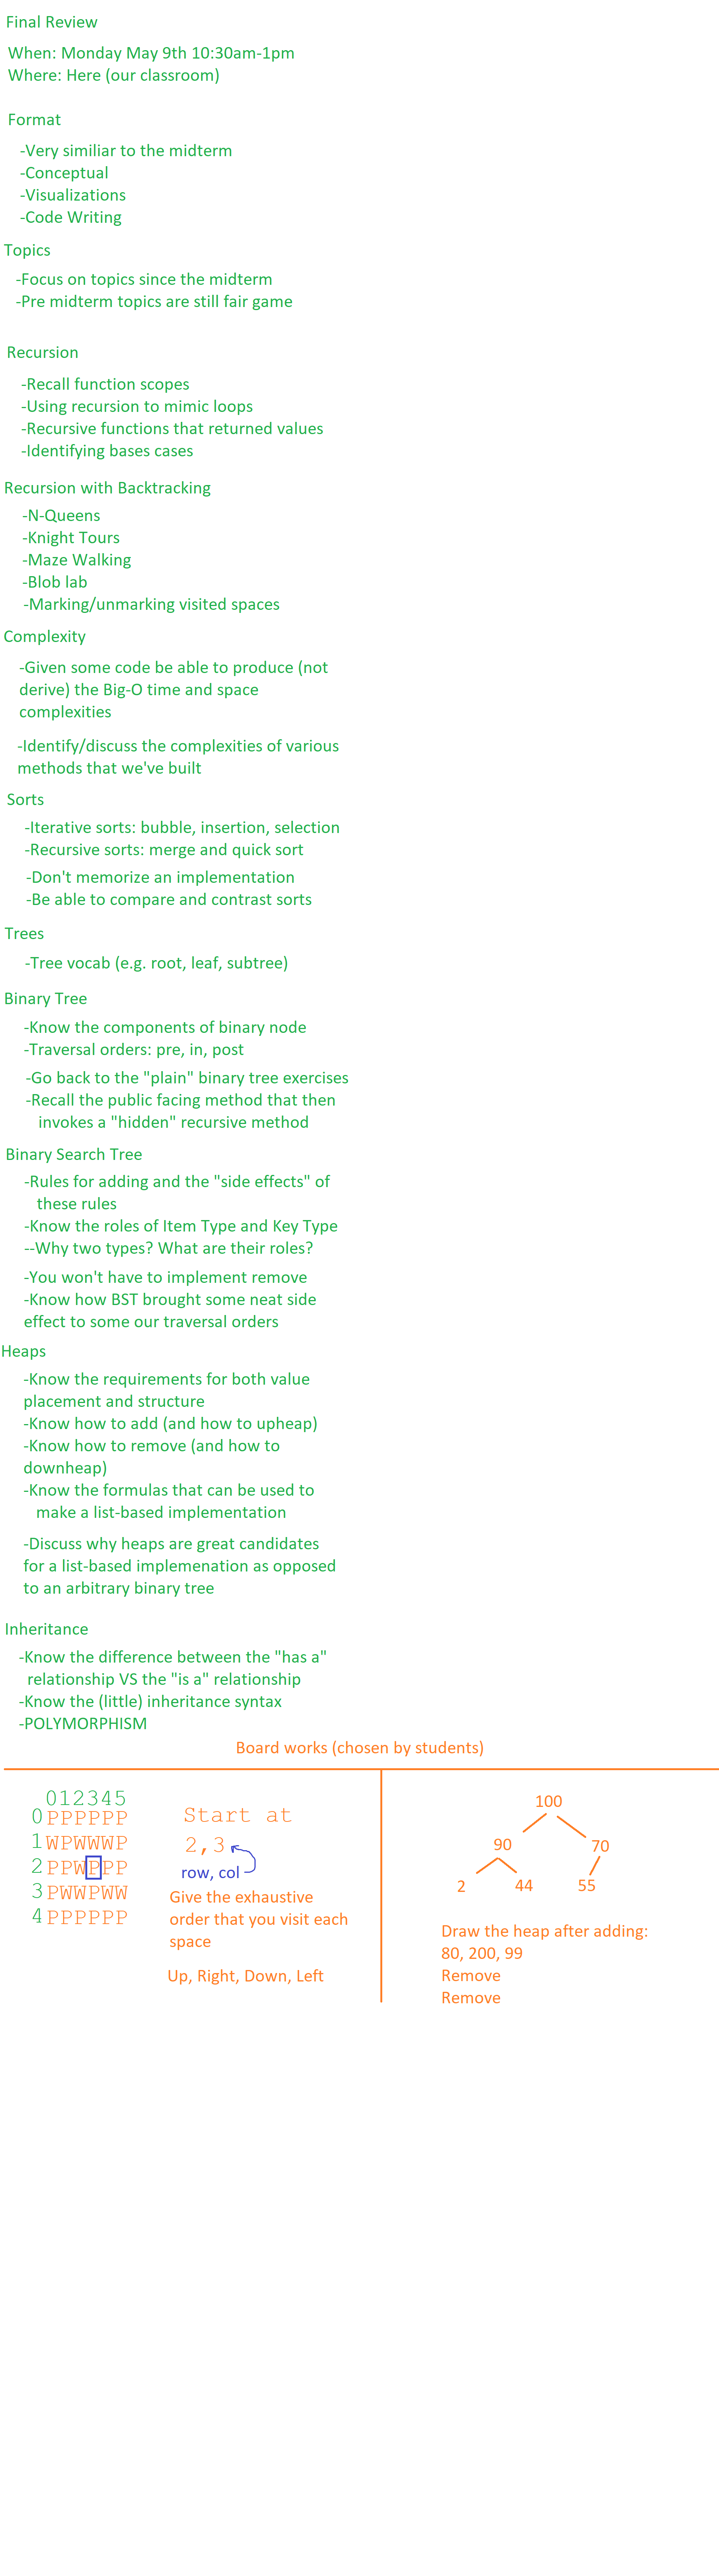 Final Review
When: Monday May 9th 10:30am-1pm
Where: Here (our classroom)
Format
-Very similiar to the midterm
-Conceptual
-Visualizations
-Code Writing
Topics
-Focus on topics since the midterm
-Pre midterm topics are still fair game
Recursion
-Recall function scopes
-Using recursion to mimic loops
-Recursive functions that returned values
-Identifying bases cases
Recursion with Backtracking
-N-Queens
-Knight Tours
-Maze Walking
-Blob lab
-Marking/unmarking visited spaces
Complexity
-Given some code be able to produce (not
derive) the Big-O time and space
complexities
-Identify/discuss the complexities of various
methods that we've built
Sorts
-Iterative sorts: bubble, insertion, selection
-Recursive sorts: merge and quick sort
-Don't memorize an implementation
-Be able to compare and contrast sorts
Trees
-Tree vocab (e.g. root, leaf, subtree)
Binary Tree
-Know the components of binary node
-Traversal orders: pre, in, post
-Go back to the "plain" binary tree exercises
-Recall the public facing method that then
invokes a "hidden" recursive method
Binary Search Tree
-Rules for adding and the "side effects" of
these rules
-Know the roles of Item Type and Key Type
--Why two types? What are their roles?
-You won't have to implement remove
-Know how BST brought some neat side
effect to some our traversal orders
Heaps
-Know the requirements for both value
placement and structure
-Know how to add (and how to upheap)
-Know how to remove (and how to
downheap)
-Know the formulas that can be used to
make a list-based implementation
-Discuss why heaps are great candidates
for a list-based implemenation as opposed
to an arbitrary binary tree
Inheritance
-Know the difference between the "has a"
relationship VS the "is a" relationship
-Know the (little) inheritance syntax
-POLYMORPHISM
Board works (chosen by students)
012345
0 PPPPPP
1 WPWWWP
2 PPWPPP
3 PWWPWW
4 PPPPPP
Start at
2,3
row, col
Give the exhaustive
order that you visit each
space
Up, Right, Down, Left
100
90 70
2 44 55
Draw the heap after adding:
80, 200, 99
Remove
Remove